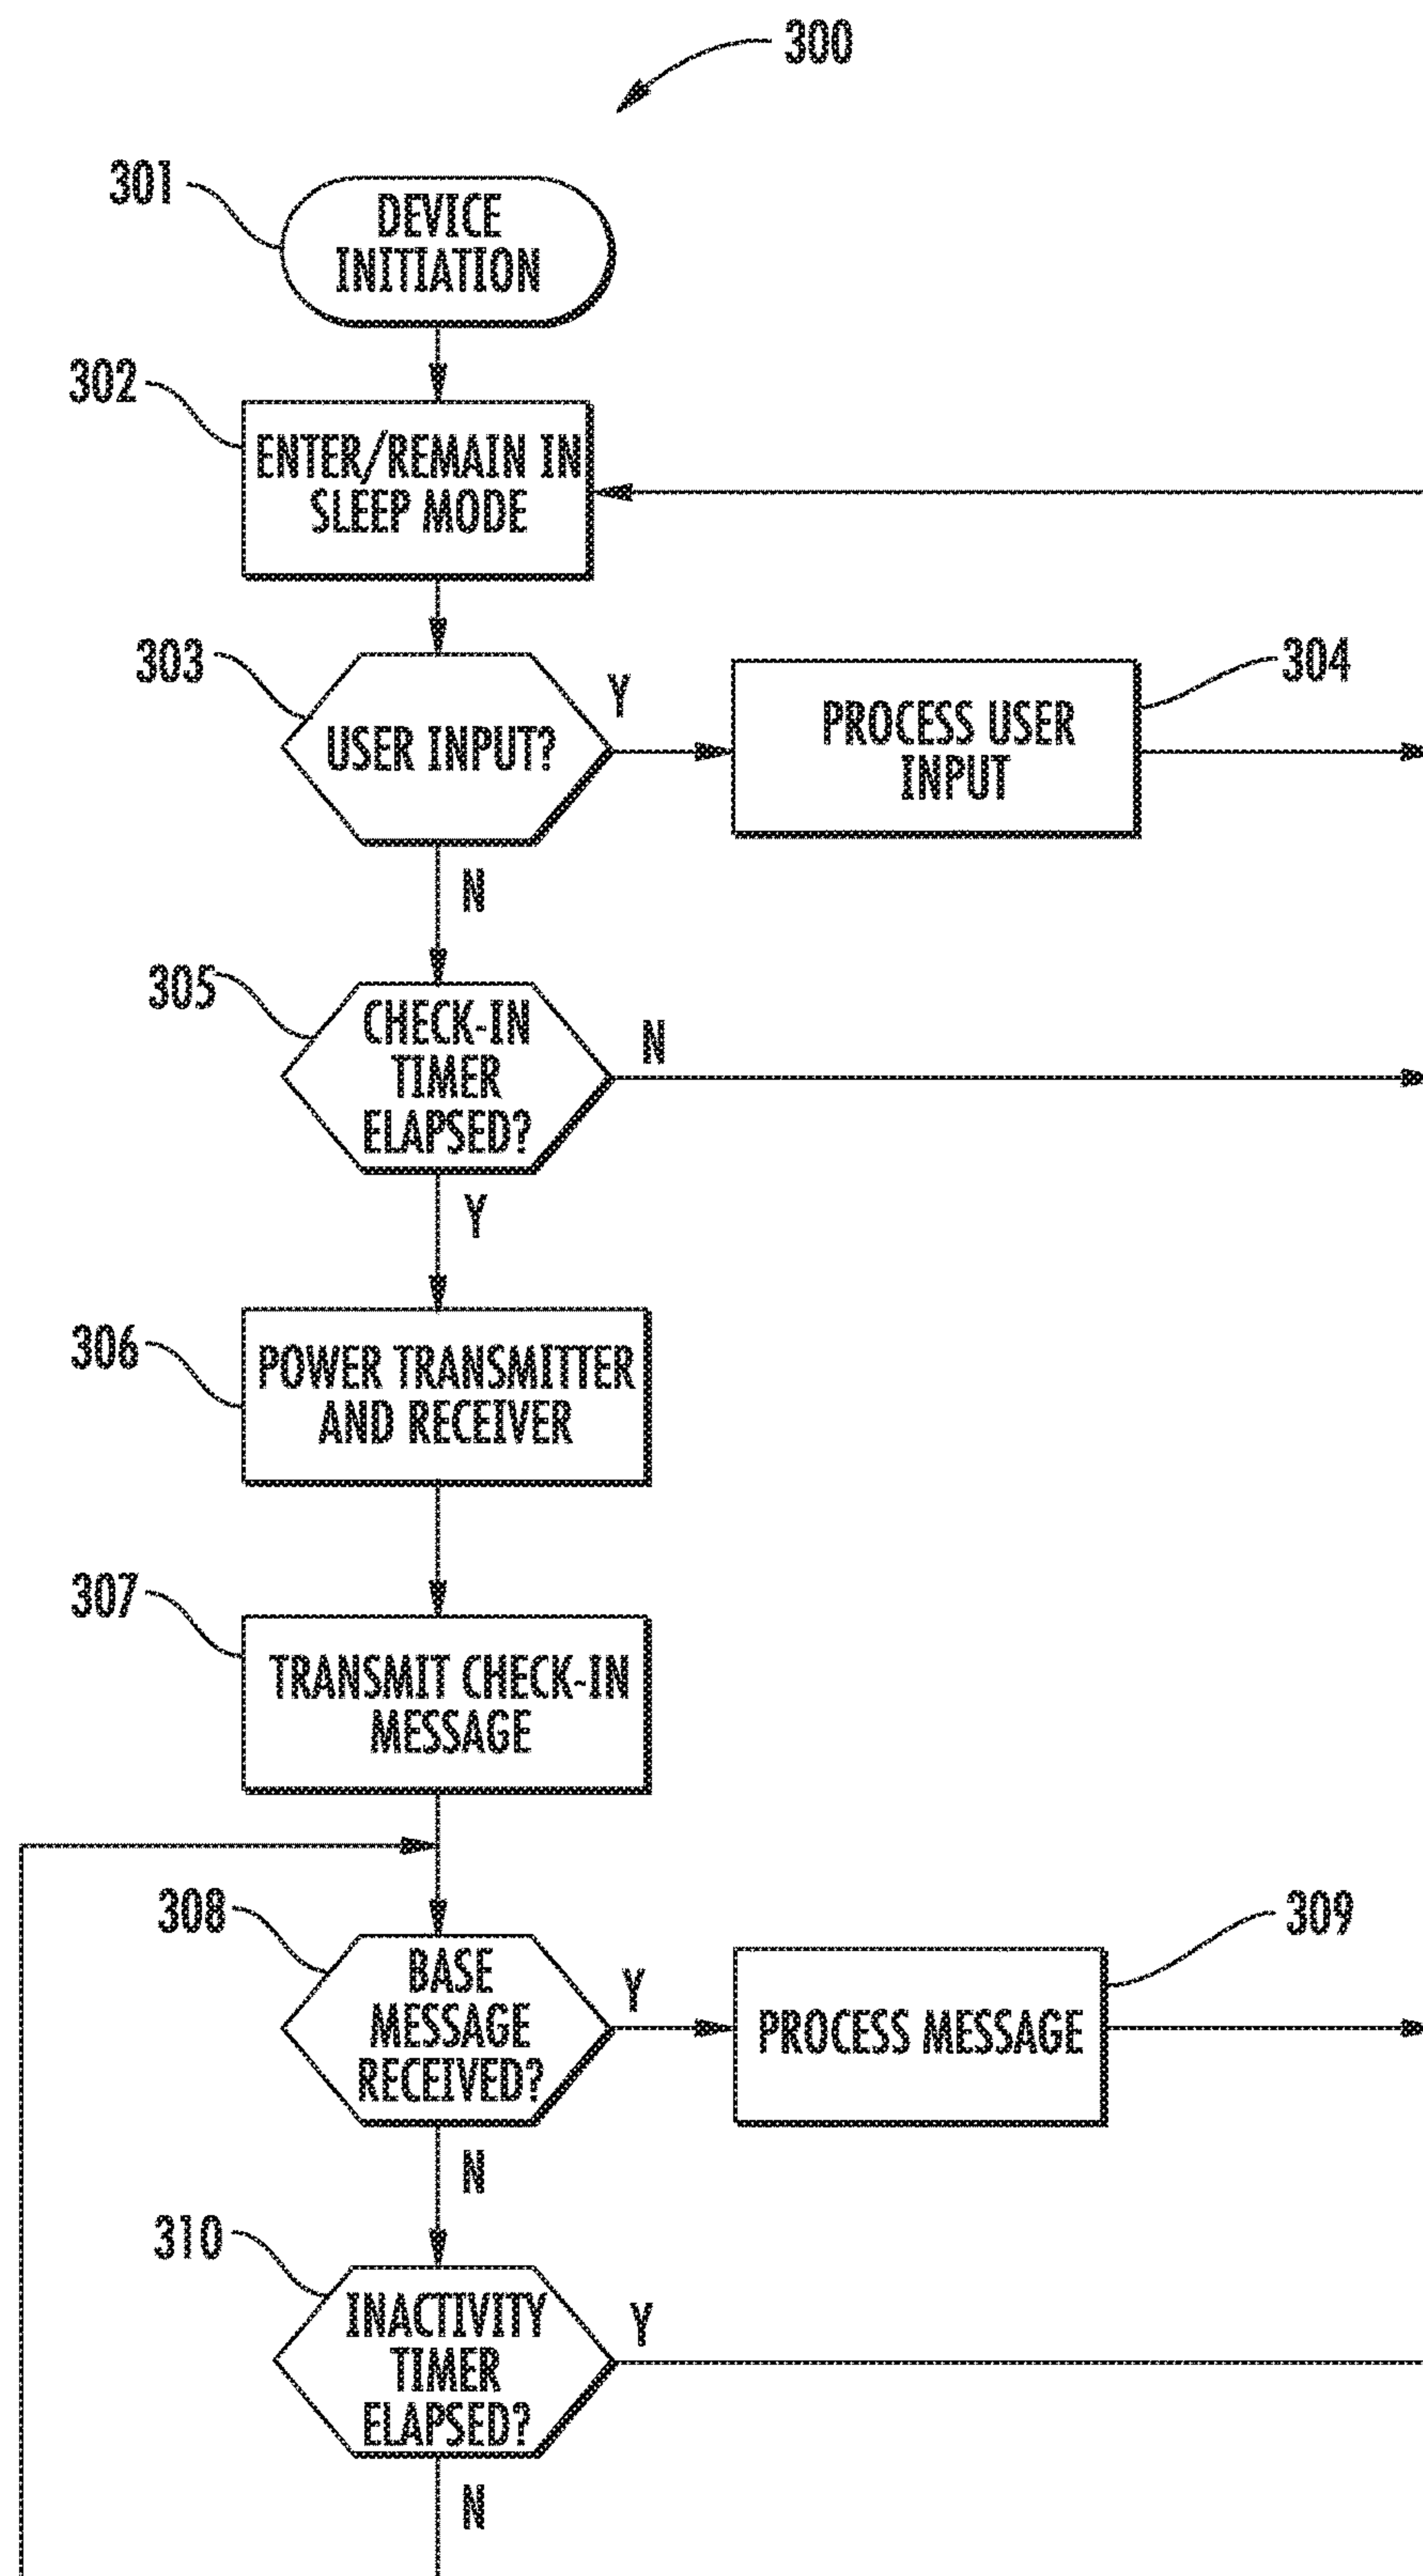 300
301
DEVICE
INITIATION
302
ENTER/REMAIN IN
SLEEP MODE
303
USER INPUT?
Y
PROCESS USER
INPUT
304
N
305
CHECK-IN
TIMER
ELAPSED?
N
Y
306
POWER TRANSMITTER
AND RECEIVER
307
TRANSMIT CHECK-IN
MESSAGE
308
BASE
MESSAGE
RECEIVED?
Y
PROCESS MESSAGE
309
N
310
INACTIVITY
TIMER
ELAPSED?
Y
N